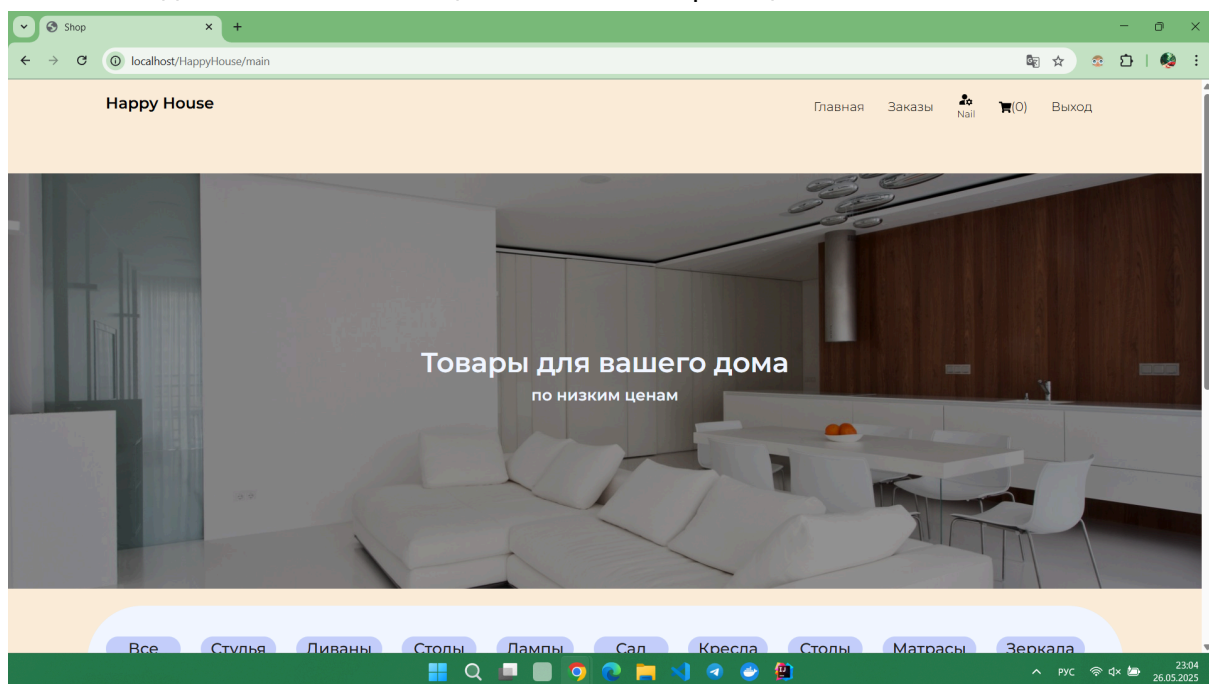 Shop
localhost/HappyHouse/main
Happy House
Главная Заказы Nail (0) Выход
Товары для вашего дома
по низким ценам
Все Стулья Диваны Столы Лампы Сад Кресла Столы Матрасы Зеркала
РУС 23:04
26.05.2025